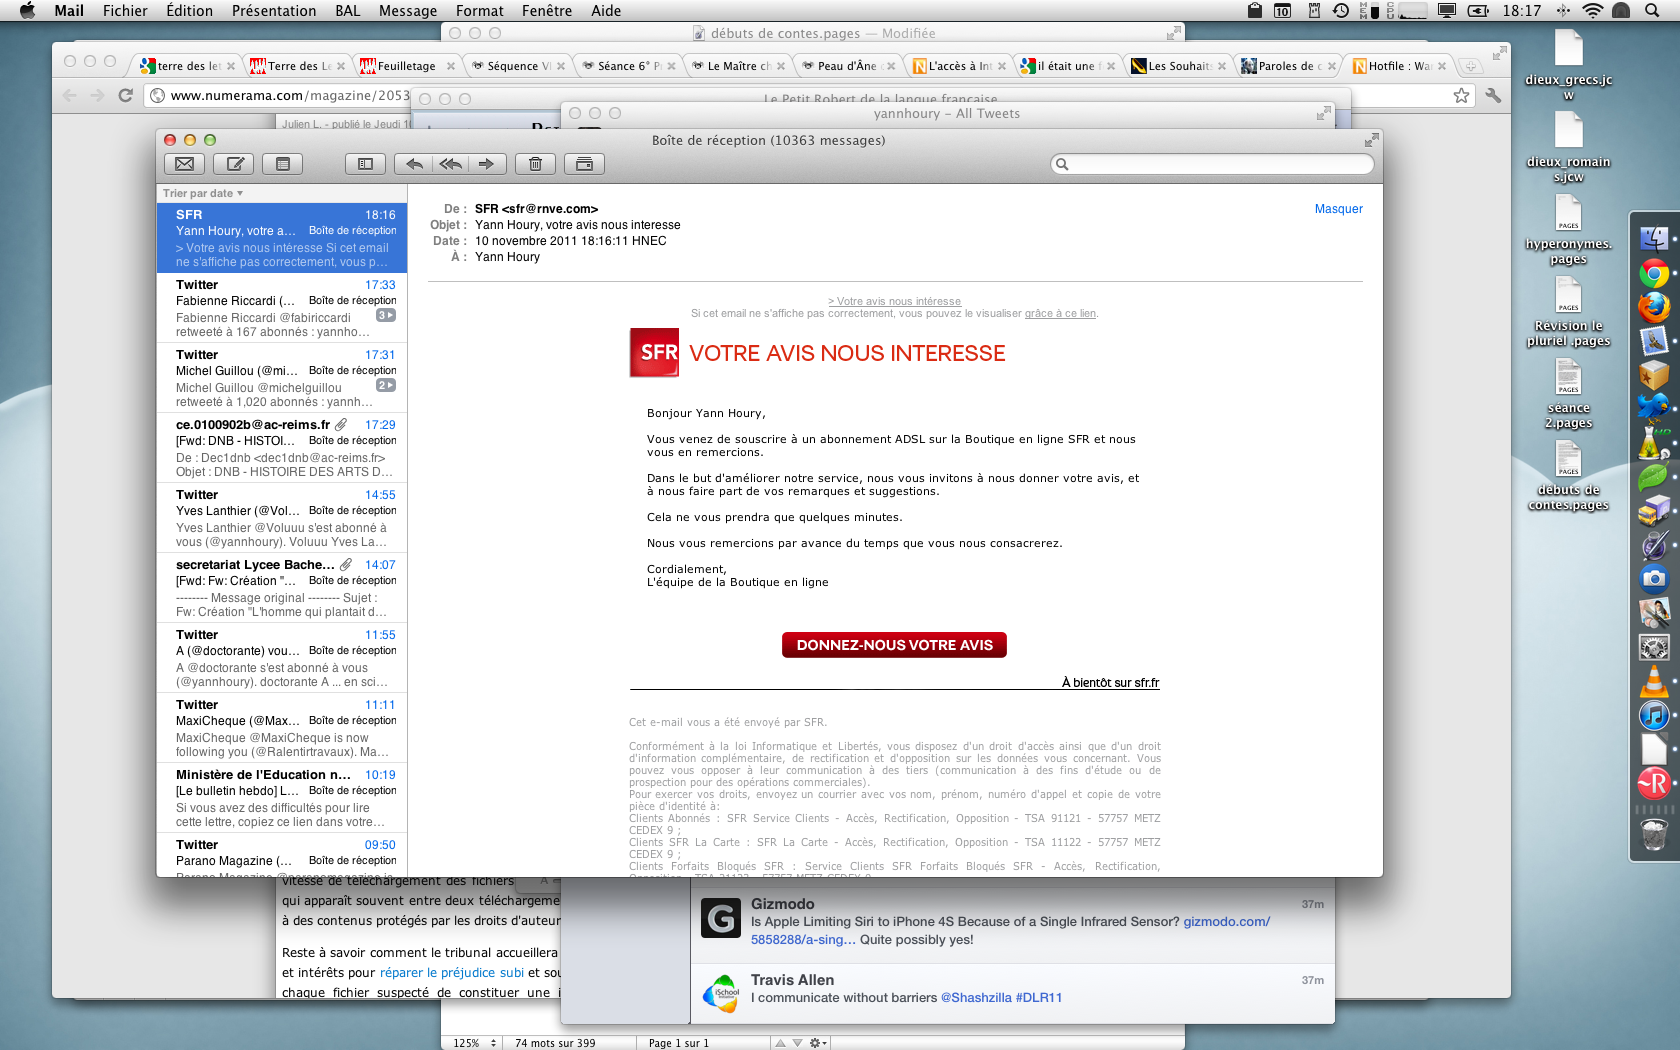 Mail Fichier Édition Présentation BAL Message Format Fenêtre Aide
18:17
débuts de contes.pages — Modifiée
terre des let
Terre des Le
Feuilletage
Séquence VI
Séance 6° P
Le Maître ch
Peau d'Âne
L'accès à Int
il était une f
Les Souhaits
Paroles de c
Hotfile : Wa
www.numerama.com/magazine/2053
Le Petit Robert de la langue française
yannhoury – All Tweets
Julien L. - publié le Jeudi 10
Boîte de réception (10363 messages)
Trier par date
SFR 18:16
Yann Houry, votre a… Boîte de réception
> Votre avis nous intéresse Si cet email
ne s'affiche pas correctement, vous p…
Twitter 17:33
Fabienne Riccardi (… Boîte de réception
Fabienne Riccardi @fabiriccardi 3
retweeté à 167 abonnés : yannho…
Twitter 17:31
Michel Guillou (@mi… Boîte de réception
Michel Guillou @michelguillou 2
retweeté à 1,020 abonnés : yannh…
ce.0100902b@ac-reims.fr 17:29
[Fwd: DNB - HISTOI… Boîte de réception
De : Dec1dnb <dec1dnb@ac-reims.fr>
Objet : DNB - HISTOIRE DES ARTS D…
Twitter 14:55
Yves Lanthier (@Vol… Boîte de réception
Yves Lanthier @Voluuu s'est abonné à
vous (@yannhoury). Voluuu Yves La…
secretariat Lycee Bache… 14:07
[Fwd: Fw: Création "… Boîte de réception
-------- Message original -------- Sujet :
Fw: Création "L'homme qui plantait d…
Twitter 11:55
A (@doctorante) vou… Boîte de réception
A @doctorante s'est abonné à vous
(@yannhoury). doctorante A ... en sci…
Twitter 11:11
MaxiCheque (@Max… Boîte de réception
MaxiCheque @MaxiCheque is now
following you (@Ralentirtravaux). Ma…
Ministère de l'Education n… 10:19
[Le bulletin hebdo] L… Boîte de réception
Si vous avez des difficultés pour lire
cette lettre, copiez ce lien dans votre…
Twitter 09:50
Parano Magazine (… Boîte de réception
Parano Magazine @paranomagazine is
De : SFR <sfr@rnve.com> Masquer
Objet : Yann Houry, votre avis nous interesse
Date : 10 novembre 2011 18:16:11 HNEC
À : Yann Houry
> Votre avis nous intéresse
Si cet email ne s'affiche pas correctement, vous pouvez le visualiser grâce à ce lien.
SFR VOTRE AVIS NOUS INTERESSE
Bonjour Yann Houry,
Vous venez de souscrire à un abonnement ADSL sur la Boutique en ligne SFR et nous
vous en remercions.
Dans le but d'améliorer notre service, nous vous invitons à nous donner votre avis, et
à nous faire part de vos remarques et suggestions.
Cela ne vous prendra que quelques minutes.
Nous vous remercions par avance du temps que vous nous consacrerez.
Cordialement,
L'équipe de la Boutique en ligne
DONNEZ-NOUS VOTRE AVIS
À bientôt sur sfr.fr
Cet e-mail vous a été envoyé par SFR.
Conformément à la loi Informatique et Libertés, vous disposez d'un droit d'accès ainsi que d'un droit
d'information complémentaire, de rectification et d'opposition sur les données vous concernant. Vous
pouvez vous opposer à leur communication à des tiers (communication à des fins d'étude ou de
prospection pour des opérations commerciales).
Pour exercer vos droits, envoyez un courrier avec vos nom, prénom, numéro d'appel et copie de votre
pièce d'identité à:
Clients Abonnés : SFR Service Clients - Accès, Rectification, Opposition - TSA 91121 - 57757 METZ
CEDEX 9 ;
Clients SFR La Carte : SFR La Carte - Accès, Rectification, Opposition - TSA 11122 - 57757 METZ
CEDEX 9 ;
Clients Forfaits Bloqués SFR : Service Clients SFR Forfaits Bloqués SFR - Accès, Rectification,
vitesse de téléchargement des fichiers
qui apparaît souvent entre deux téléchargeme
à des contenus protégés par les droits d'auteur
Reste à savoir comment le tribunal accueillera
et intérêts pour réparer le préjudice subi et sou
chaque fichier suspecté de constituer une i
Gizmodo 37m
Is Apple Limiting Siri to iPhone 4S Because of a Single Infrared Sensor? gizmodo.com/
5858288/a-sing… Quite possibly yes!
Travis Allen 37m
I communicate without barriers @Shashzilla #DLR11
125% 74 mots sur 399 Page 1 sur 1
dieux_grecs.jc
w
dieux_romain
s.jcw
PAGES
hyperonymes.
pages
PAGES
Révision le
pluriel .pages
PAGES
séance
2.pages
PAGES
débuts de
contes.pages